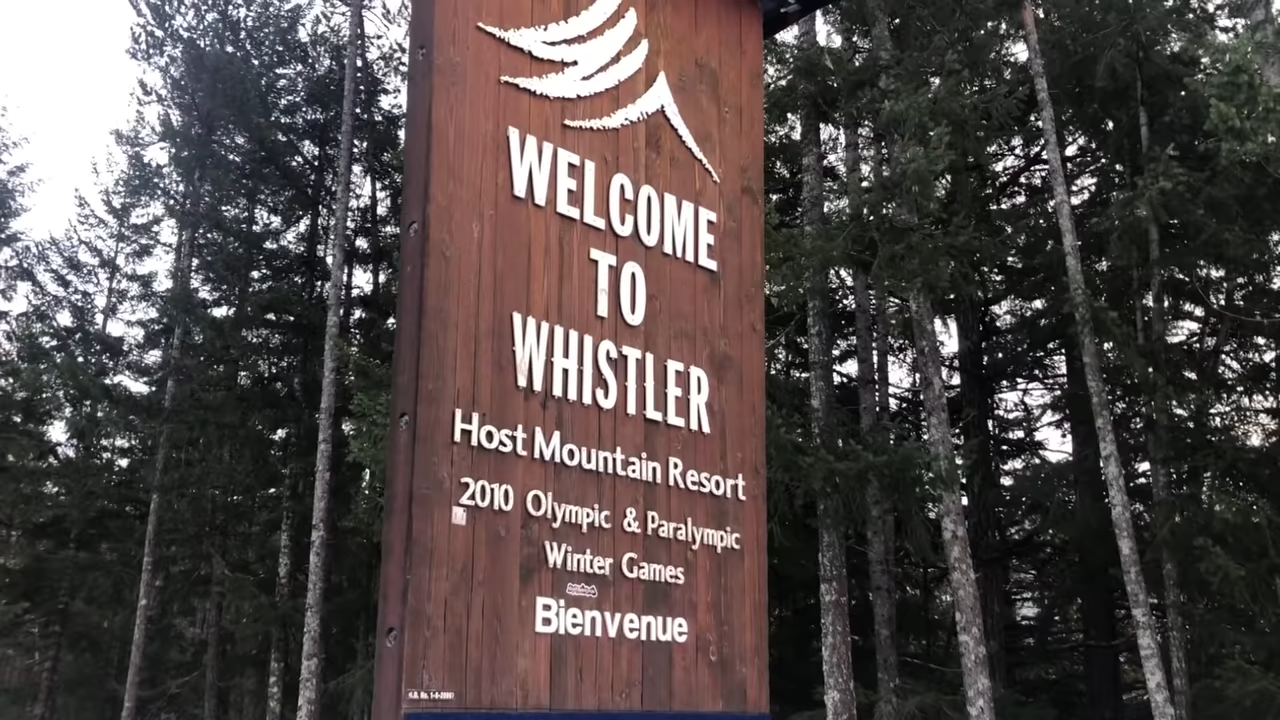 WELCOME
TO
WHISTLER
Host Mountain Resort
2010 Olympic & Paralympic
Winter Games
Bienvenue